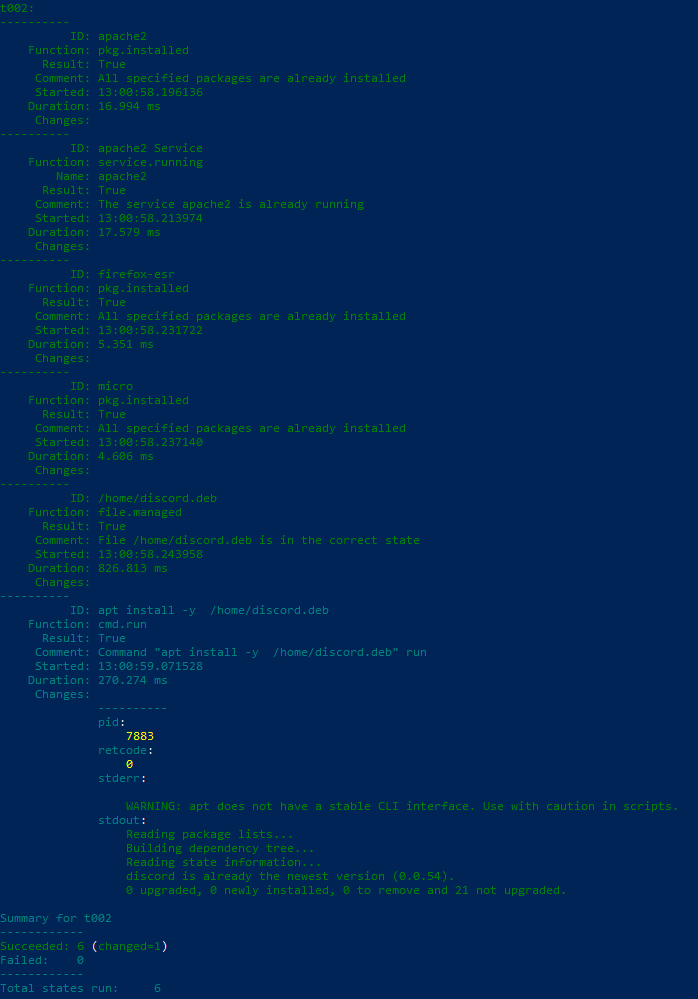 t002:
----------
          ID: apache2
    Function: pkg.installed
      Result: True
     Comment: All specified packages are already installed
     Started: 13:00:58.196136
    Duration: 16.994 ms
     Changes:
----------
          ID: apache2 Service
    Function: service.running
        Name: apache2
      Result: True
     Comment: The service apache2 is already running
     Started: 13:00:58.213974
    Duration: 17.579 ms
     Changes:
----------
          ID: firefox-esr
    Function: pkg.installed
      Result: True
     Comment: All specified packages are already installed
     Started: 13:00:58.231722
    Duration: 5.351 ms
     Changes:
----------
          ID: micro
    Function: pkg.installed
      Result: True
     Comment: All specified packages are already installed
     Started: 13:00:58.237140
    Duration: 4.606 ms
     Changes:
----------
          ID: /home/discord.deb
    Function: file.managed
      Result: True
     Comment: File /home/discord.deb is in the correct state
     Started: 13:00:58.243958
    Duration: 826.813 ms
     Changes:
----------
          ID: apt install -y  /home/discord.deb
    Function: cmd.run
      Result: True
     Comment: Command "apt install -y  /home/discord.deb" run
     Started: 13:00:59.071528
    Duration: 270.274 ms
     Changes:
              ----------
              pid:
                  7883
              retcode:
                  0
              stderr:
                  WARNING: apt does not have a stable CLI interface. Use with caution in scripts.
              stdout:
                  Reading package lists...
                  Building dependency tree...
                  Reading state information...
                  discord is already the newest version (0.0.54).
                  0 upgraded, 0 newly installed, 0 to remove and 21 not upgraded.
Summary for t002
------------
Succeeded: 6 (changed=1)
Failed:    0
------------
Total states run:     6